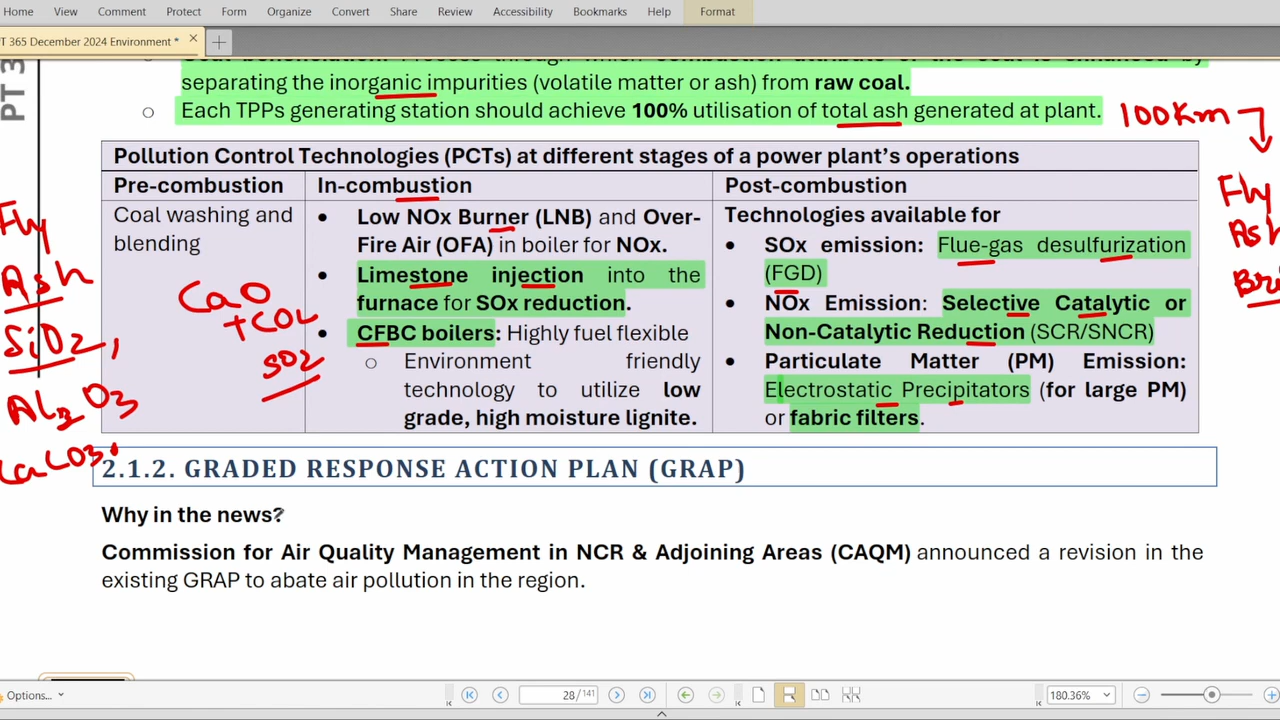 Home View Comment Protect Form Organize Convert Share Review Accessibility Bookmarks Help Format
T 365 December 2024 Environment *
PT 3
separating the inorganic impurities (volatile matter or ash) from raw coal.
Each TPPs generating station should achieve 100% utilisation of total ash generated at plant.
100Km
Fly
Ash
Pollution Control Technologies (PCTs) at different stages of a power plant's operations
Pre-combustion
Coal washing and
blending
CaO
+CO2
SO2
In-combustion
• Low NOx Burner (LNB) and Over-
Fire Air (OFA) in boiler for NOx.
• Limestone injection into the
furnace for SOx reduction.
• CFBC boilers: Highly fuel flexible
○ Environment friendly
technology to utilize low
grade, high moisture lignite.
Post-combustion
Technologies available for
• SOx emission: Flue-gas desulfurization
(FGD)
• NOx Emission: Selective Catalytic or
Non-Catalytic Reduction (SCR/SNCR)
• Particulate Matter (PM) Emission:
Electrostatic Precipitators (for large PM)
or fabric filters.
Fly
Ash
SiO2,
Al2O3
CaCO3.
2.1.2. GRADED RESPONSE ACTION PLAN (GRAP)
Why in the news?
Commission for Air Quality Management in NCR & Adjoining Areas (CAQM) announced a revision in the
existing GRAP to abate air pollution in the region.
Options...
28 /141
180.36%